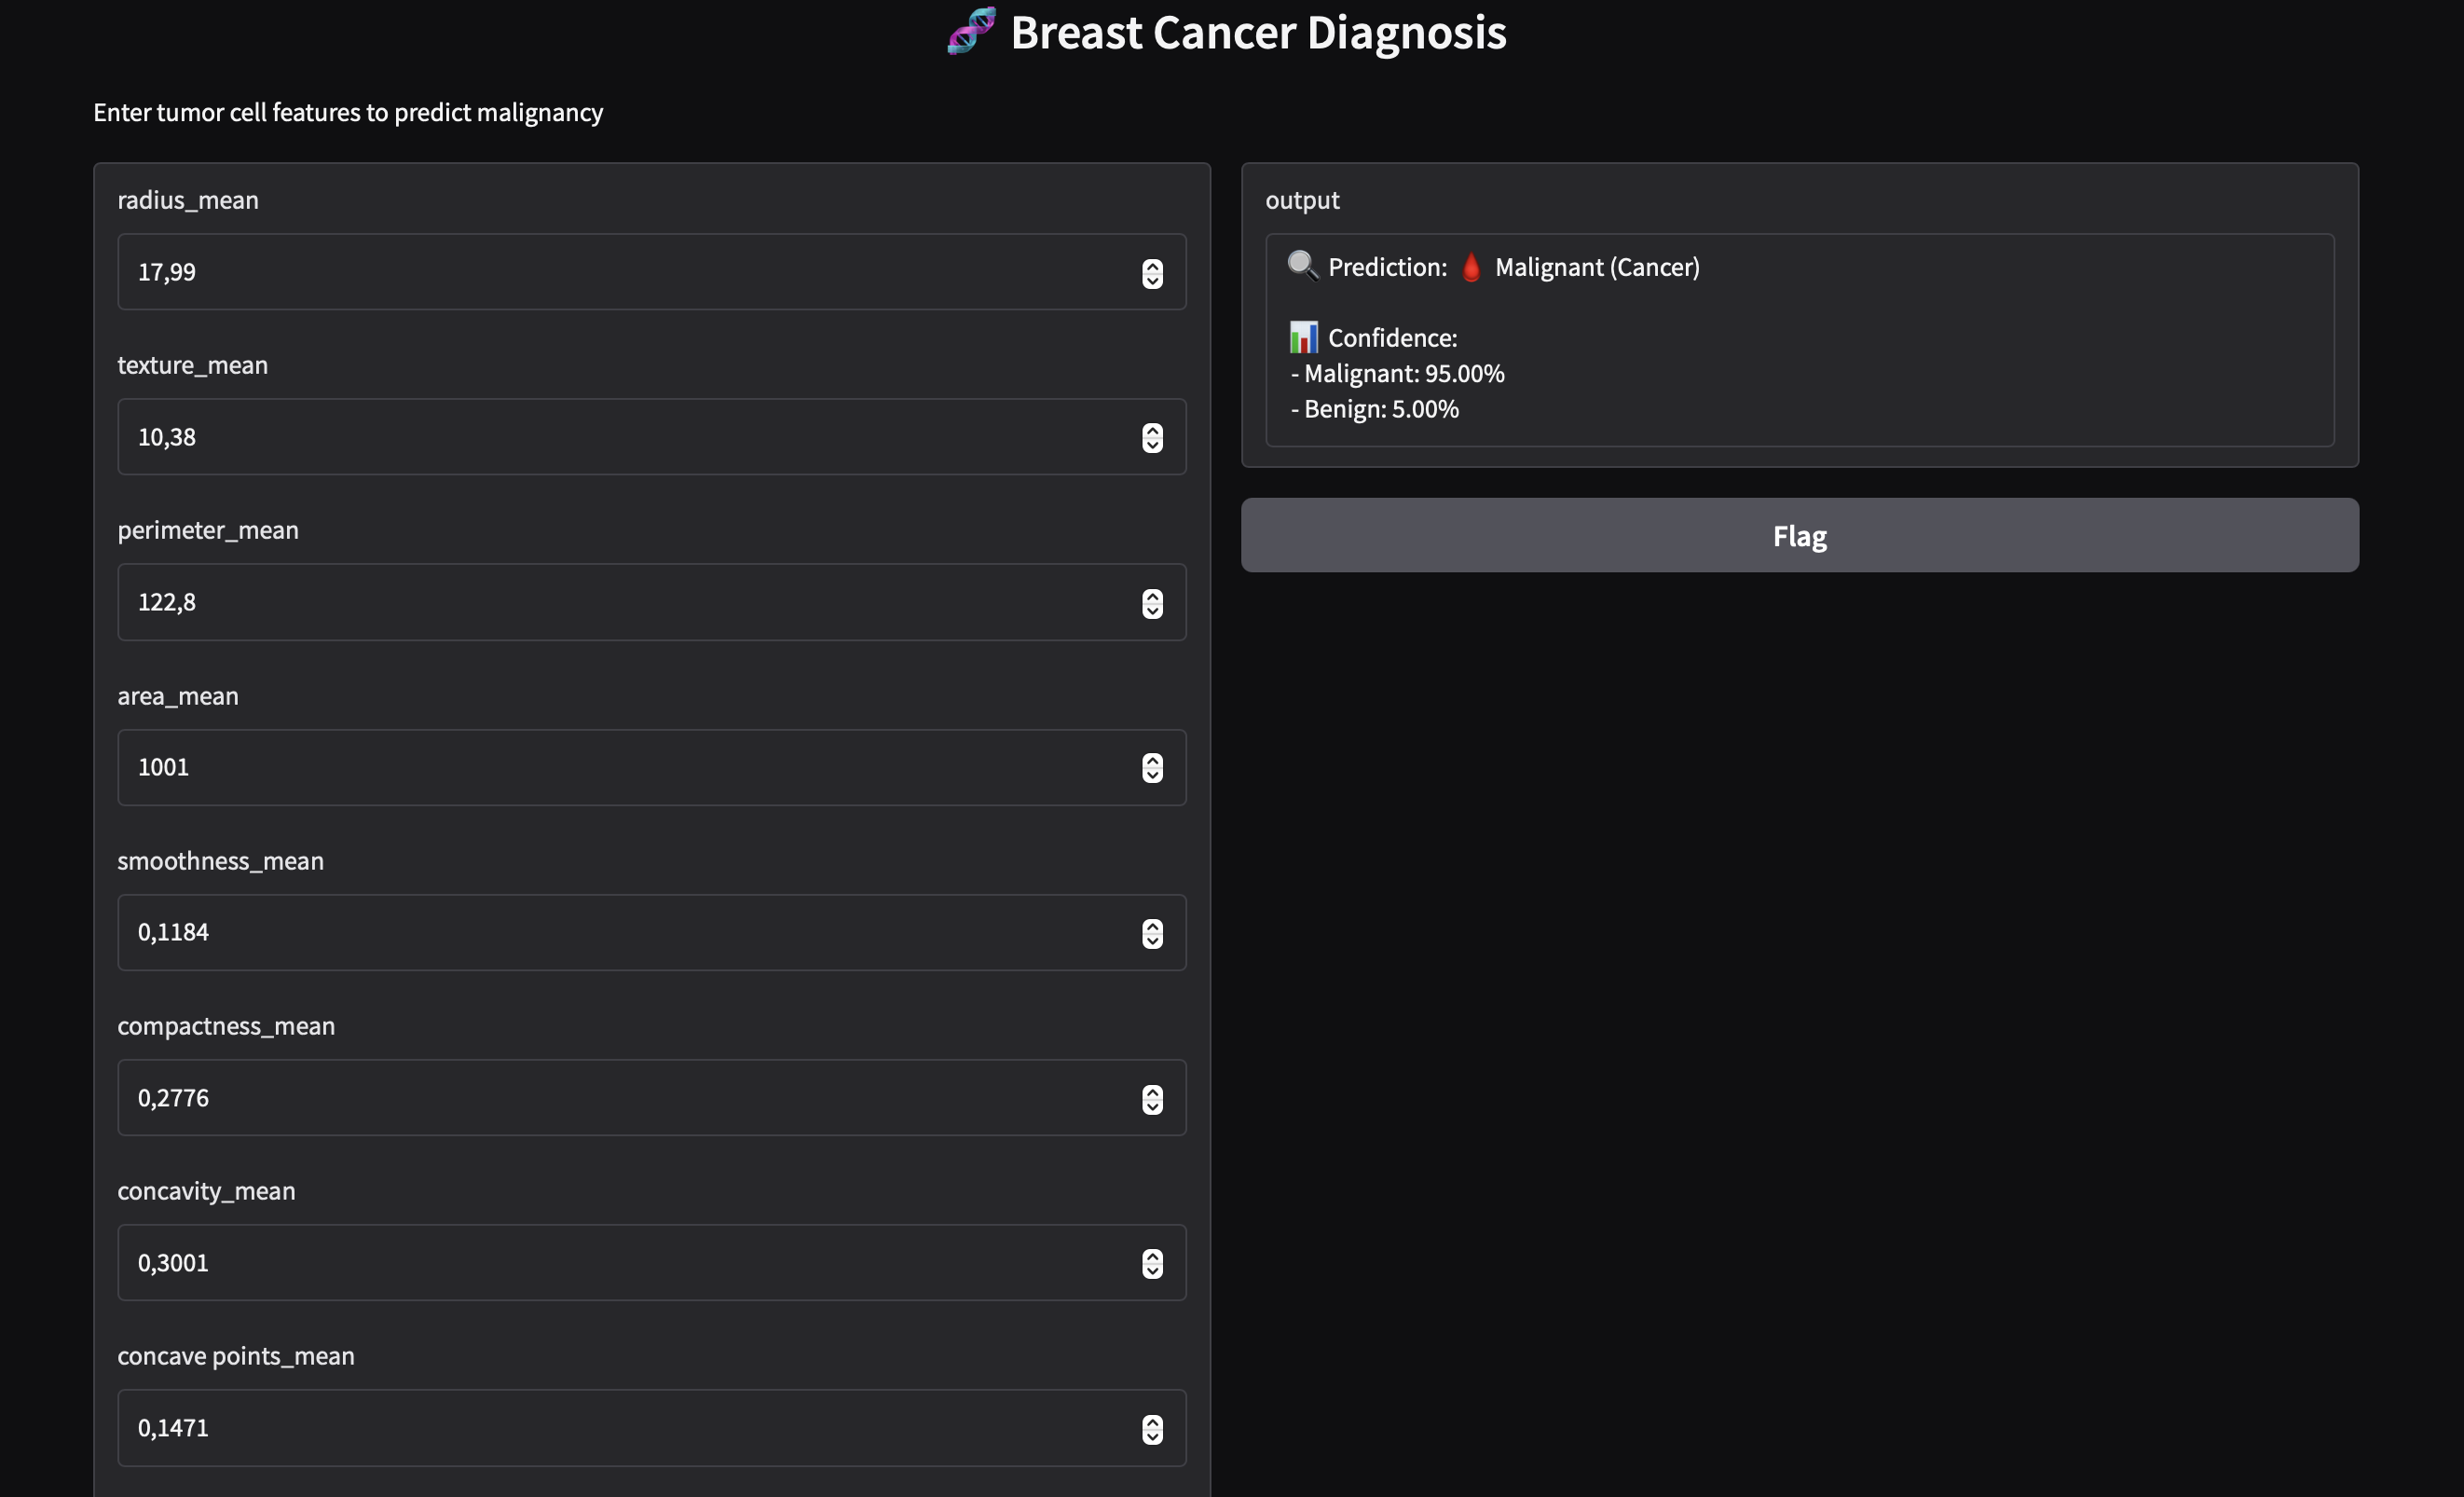 🧬 Breast Cancer Diagnosis
Enter tumor cell features to predict malignancy
radius_mean
17,99
texture_mean
10,38
perimeter_mean
122,8
area_mean
1001
smoothness_mean
0,1184
compactness_mean
0,2776
concavity_mean
0,3001
concave points_mean
0,1471
output
🔍 Prediction: 🩸 Malignant (Cancer)
📊 Confidence:
- Malignant: 95.00%
- Benign: 5.00%
Flag